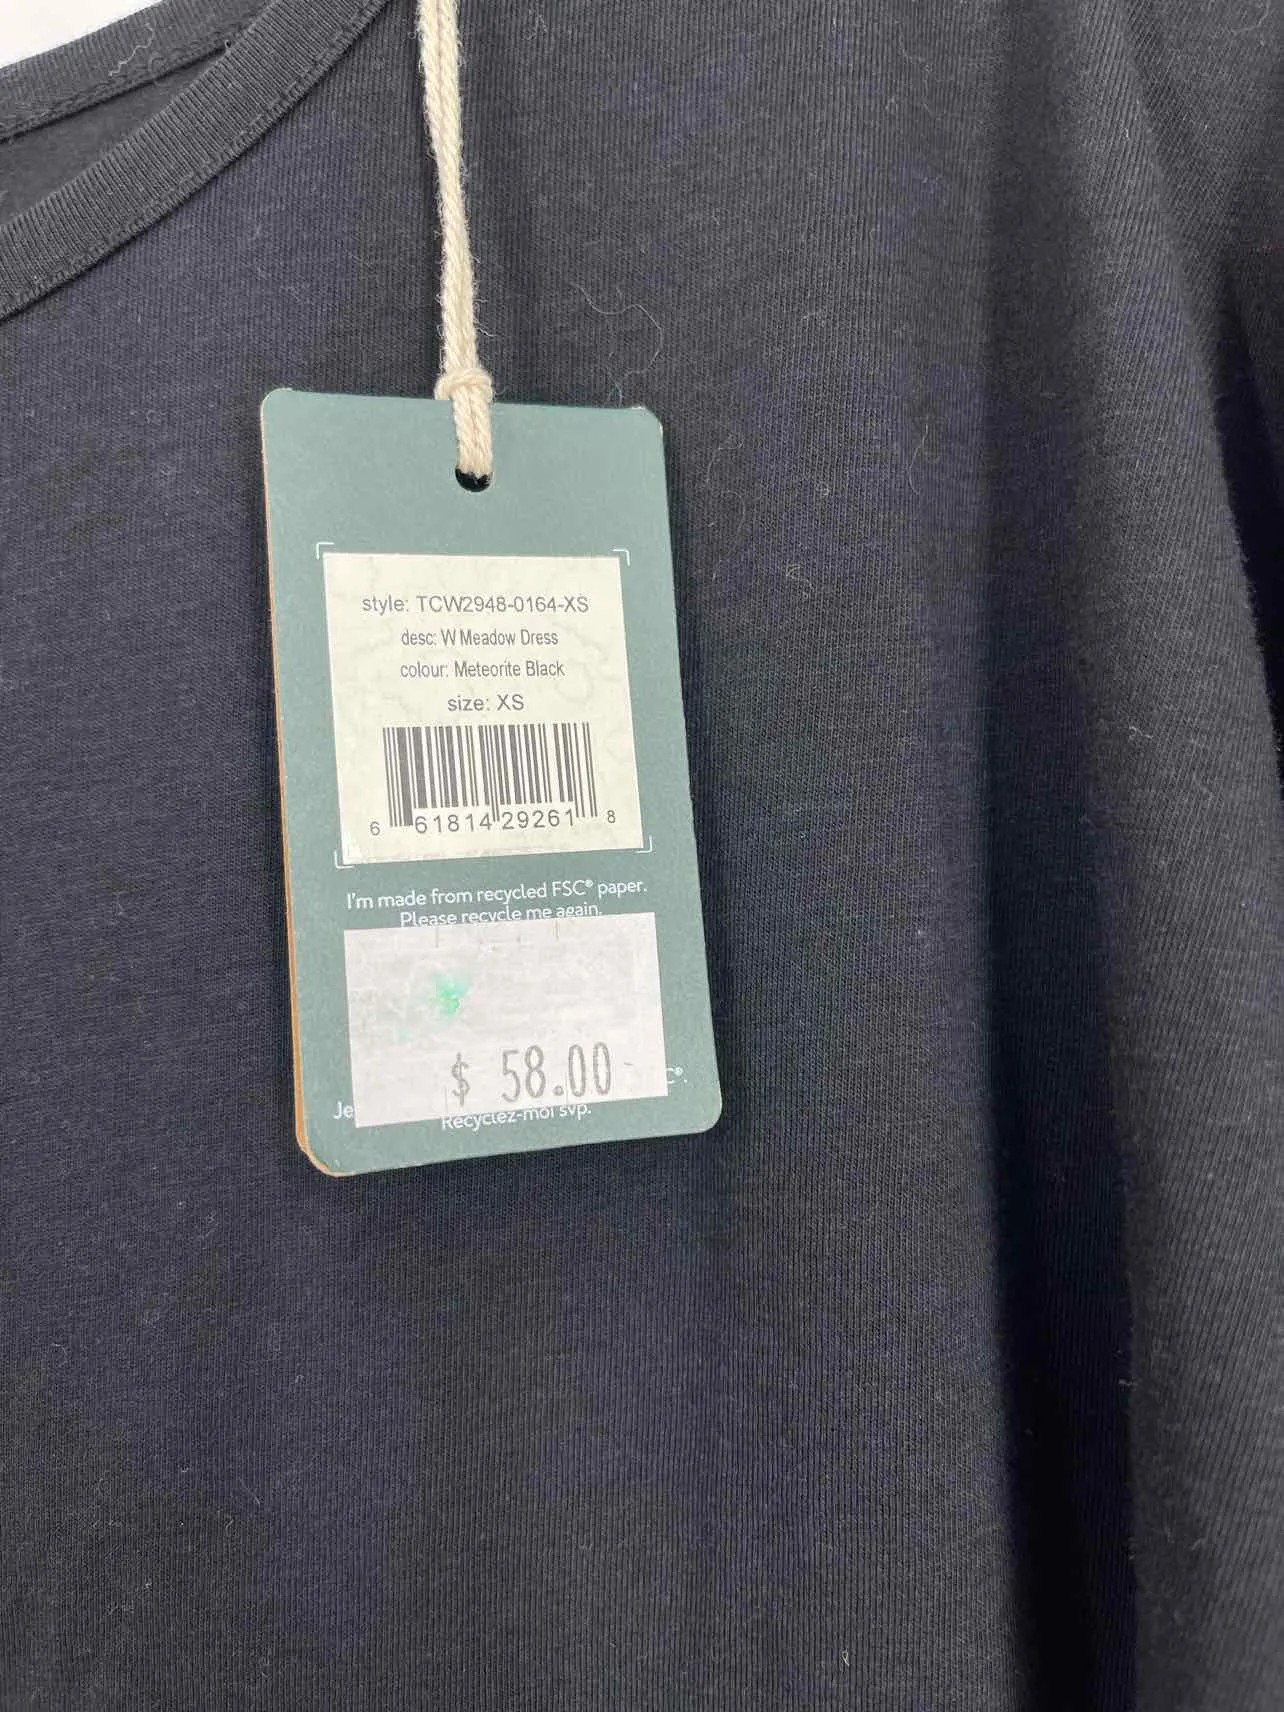 style: TCW2948-0164-XS
desc: W Meadow Dress
colour: Meteorite Black
size: XS
6 61814 29261 8
I'm made from recycled FSC® paper.
Please recycle me again.
$ 58.00
Je C®.
Recyclez-moi svp.